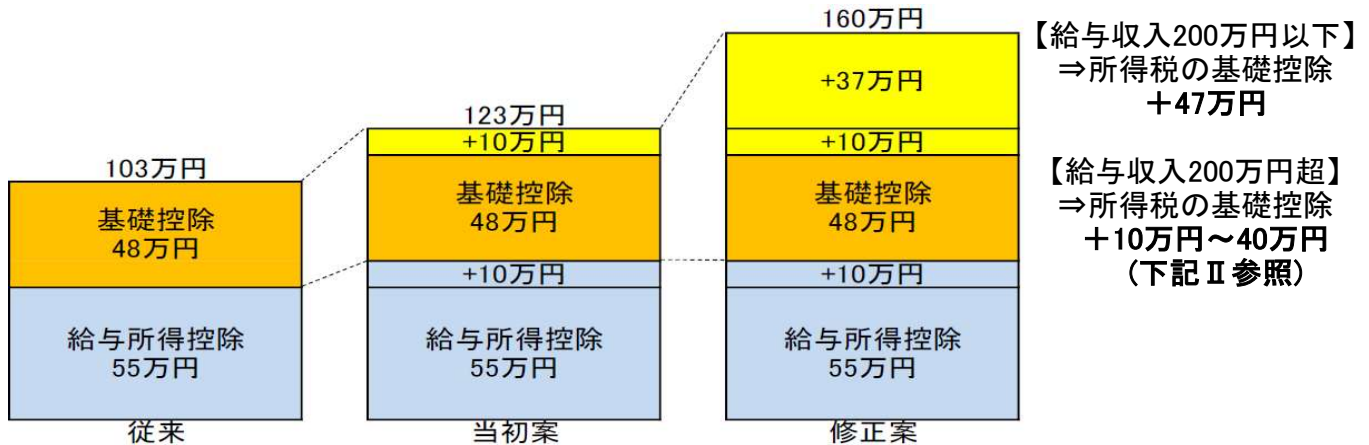 103万円
基礎控除
48万円
給与所得控除
55万円
従来
123万円
+10万円
基礎控除
48万円
+10万円
給与所得控除
55万円
当初案
160万円
+37万円
+10万円
基礎控除
48万円
+10万円
給与所得控除
55万円
修正案
【給与収入200万円以下】
⇒所得税の基礎控除
＋47万円
【給与収入200万円超】
⇒所得税の基礎控除
＋10万円～40万円
(下記Ⅱ参照)